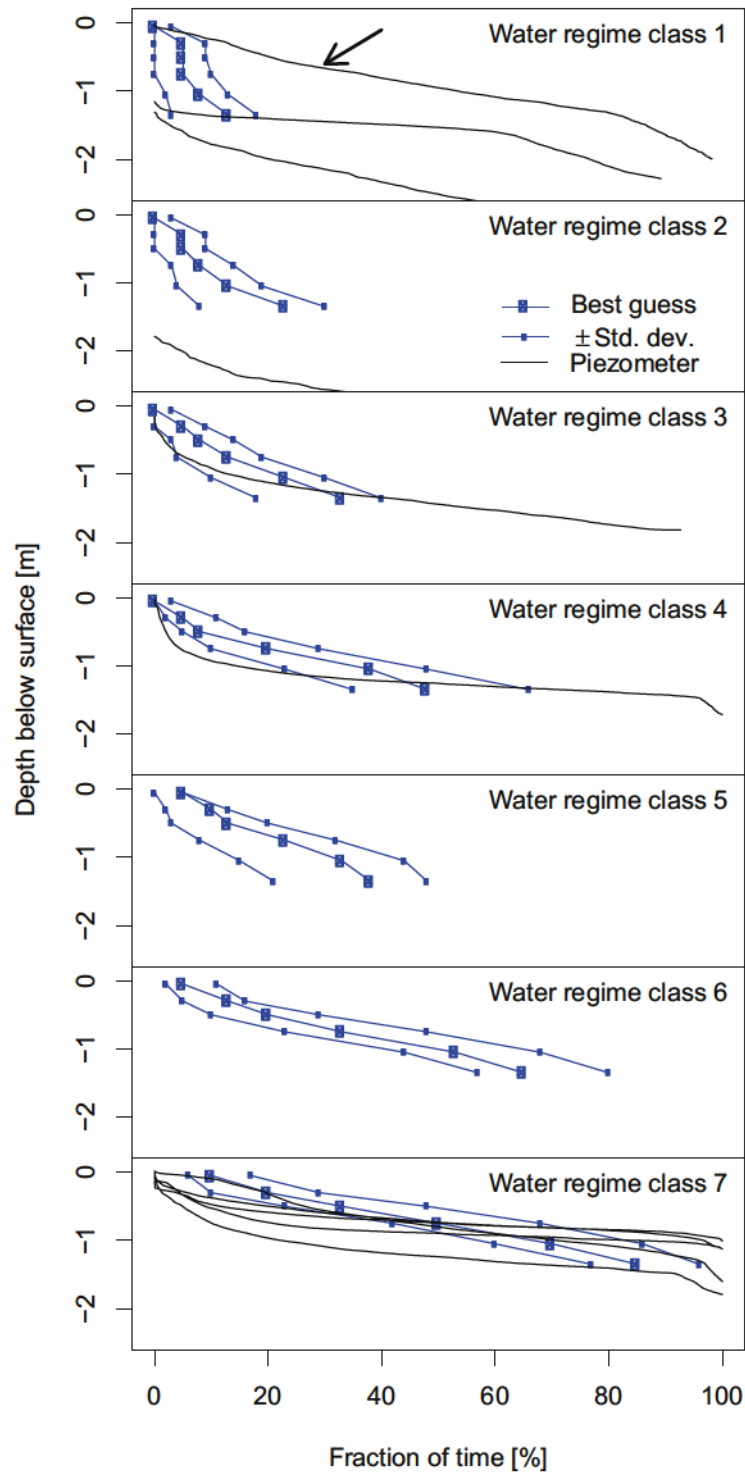 Water regime class 1
0
−1
−2
Water regime class 2
0
−1
−2
Best guess
± Std. dev.
Piezometer
Water regime class 3
0
−1
−2
Water regime class 4
0
−1
−2
Water regime class 5
0
−1
−2
Water regime class 6
0
−1
−2
Water regime class 7
0
−1
−2
Depth below surface [m]
0 20 40 60 80 100
Fraction of time [%]